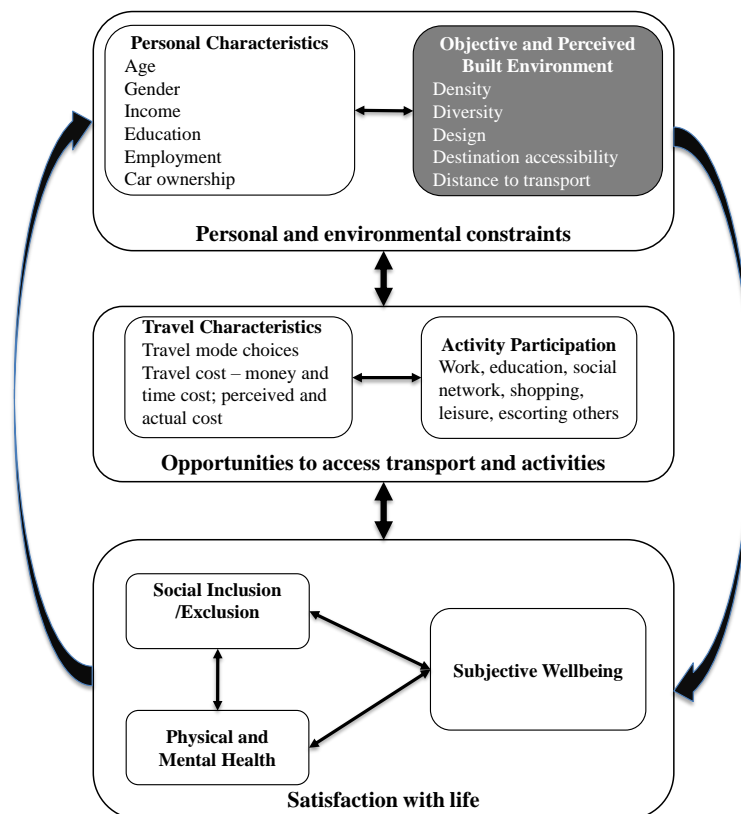 Personal Characteristics
Age
Gender
Income
Education
Employment
Car ownership
Objective and Perceived
Built Environment
Density
Diversity
Design
Destination accessibility
Distance to transport
Personal and environmental constraints
Travel Characteristics
Travel mode choices
Travel cost – money and
time cost; perceived and
actual cost
Activity Participation
Work, education, social
network, shopping,
leisure, escorting others
Opportunities to access transport and activities
Social Inclusion
/Exclusion
Subjective Wellbeing
Physical and
Mental Health
Satisfaction with life